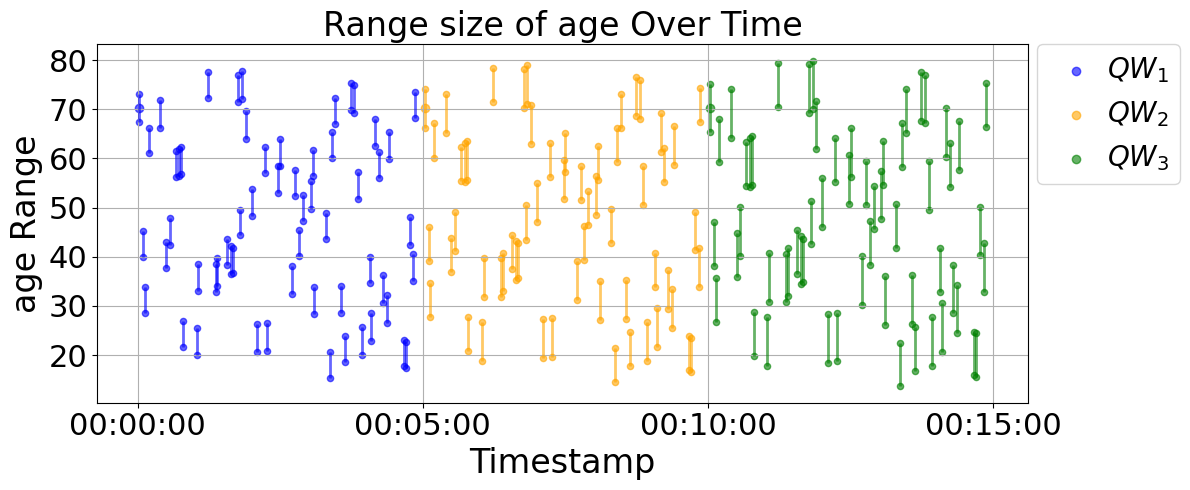 Range size of age Over Time
age Range
80
70
60
50
40
30
20
00:00:00 00:05:00 00:10:00 00:15:00
Timestamp
QW1
QW2
QW3